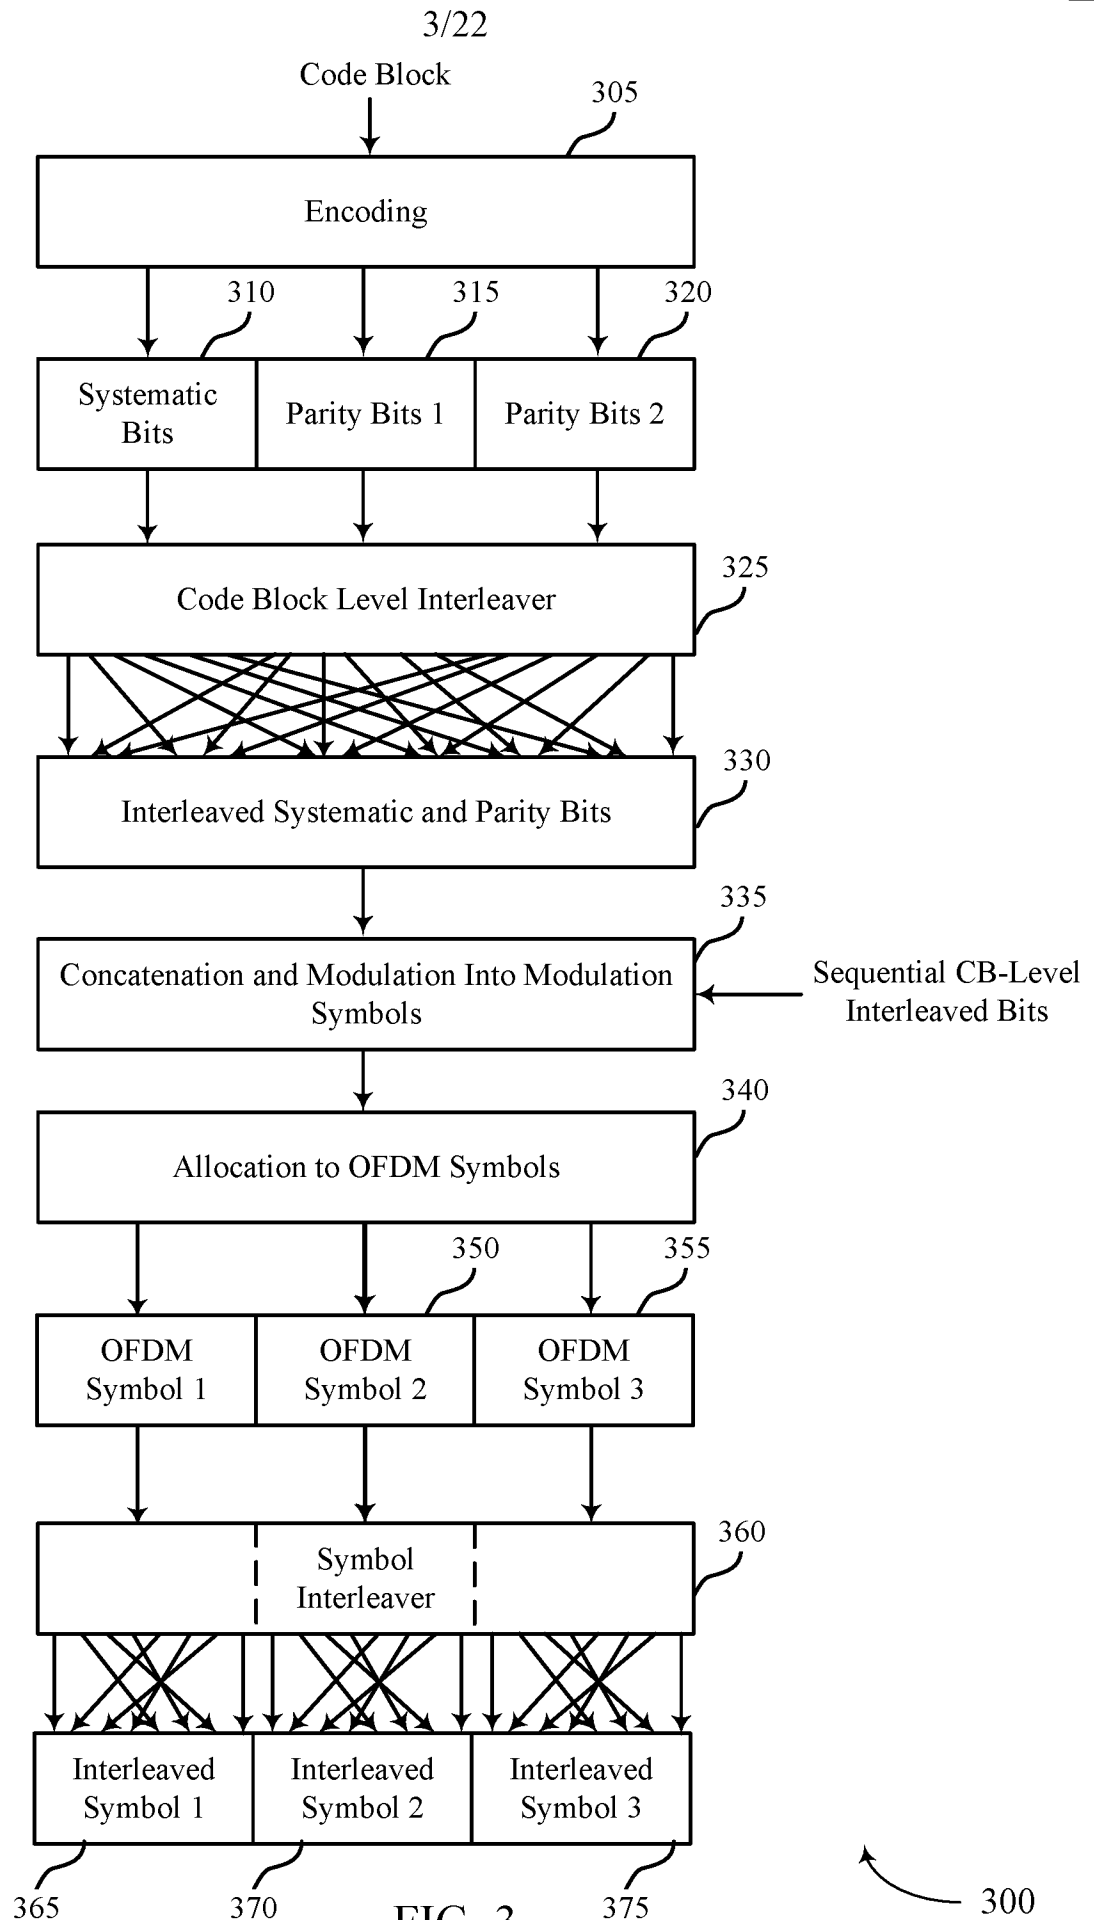 3/22
Code Block
305
Encoding
310
315
320
Systematic
Bits
Parity Bits 1
Parity Bits 2
Code Block Level Interleaver
325
330
Interleaved Systematic and Parity Bits
335
Concatenation and Modulation Into Modulation
Symbols
Sequential CB-Level
Interleaved Bits
340
Allocation to OFDM Symbols
350
355
OFDM
Symbol 1
OFDM
Symbol 2
OFDM
Symbol 3
360
Symbol
Interleaver
Interleaved
Symbol 1
Interleaved
Symbol 2
Interleaved
Symbol 3
365
370
375
300
FIG. 3